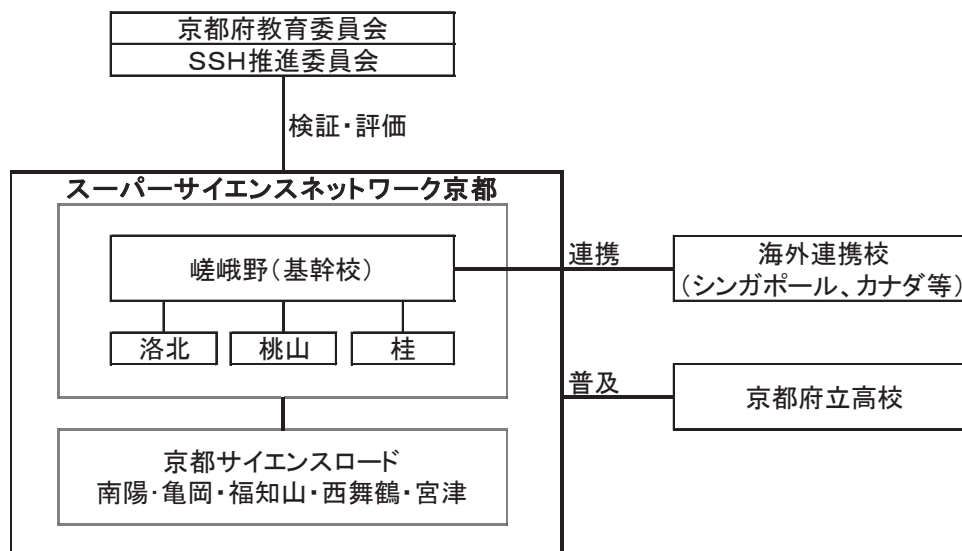 京都府教育委員会
SSH推進委員会
検証・評価
スーパーサイエンスネットワーク京都
嵯峨野(基幹校)
連携
海外連携校
(シンガポール、カナダ等)
洛北
桃山
桂
普及
京都府立高校
京都サイエンスロード
南陽・亀岡・福知山・西舞鶴・宮津